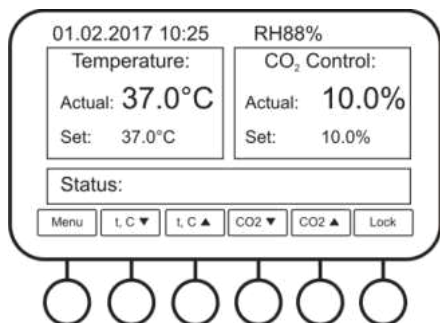 01.02.2017 10:25 RH88%
Temperature: CO₂ Control:
Actual: 37.0°C Actual: 10.0%
Set: 37.0°C Set: 10.0%
Status:
Menu t, C ▼ t, C ▲ CO2 ▼ CO2 ▲ Lock